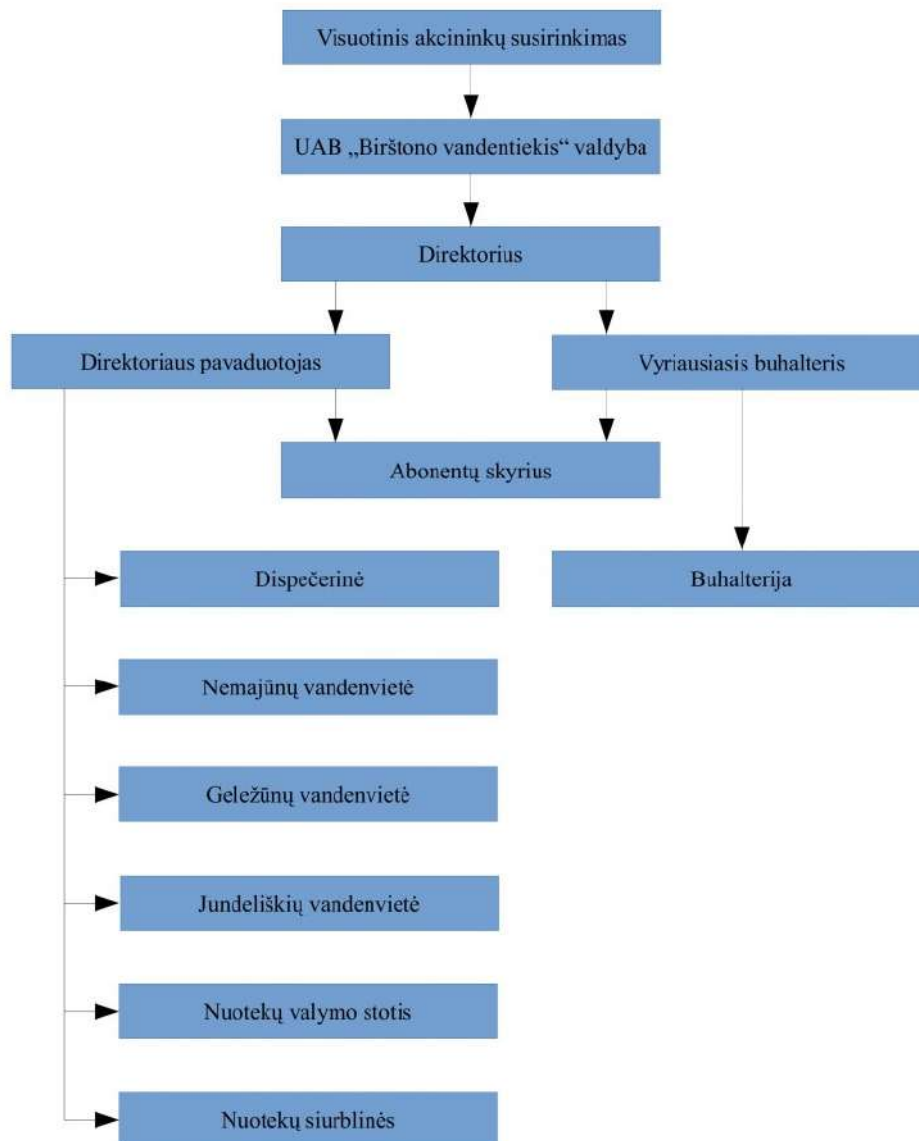 Visuotinis akcininkų susirinkimas
UAB „Birštono vandentiekis“ valdyba
Direktorius
Direktoriaus pavaduotojas
Vyriausiasis buhalteris
Abonentų skyrius
Dispečerinė
Buhalterija
Nemajūnų vandenvietė
Geležūnų vandenvietė
Jundeliškių vandenvietė
Nuotekų valymo stotis
Nuotekų siurblinės